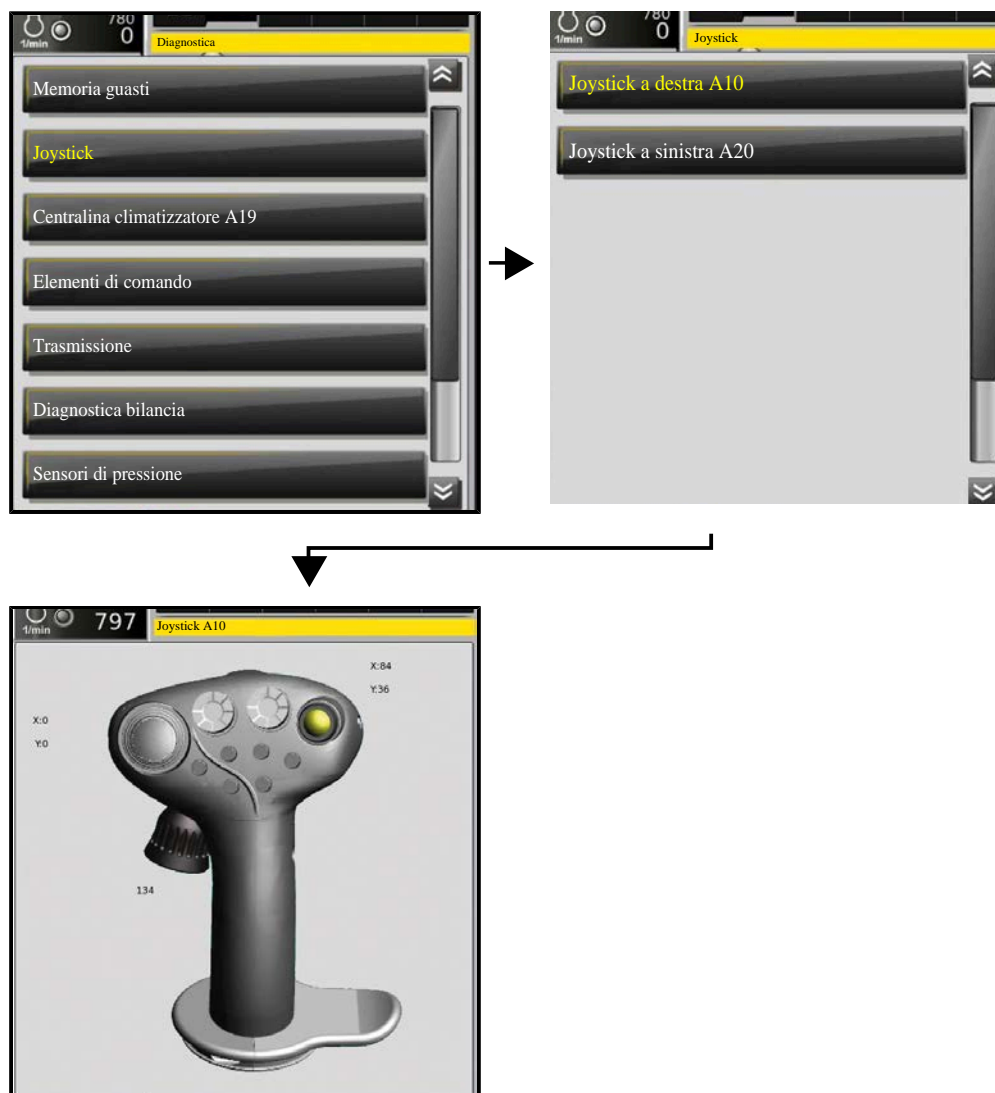 780
1/min 0 Diagnostica
Memoria guasti
Joystick
Centralina climatizzatore A19
Elementi di comando
Trasmissione
Diagnostica bilancia
Sensori di pressione
780
1/min 0 Joystick
Joystick a destra A10
Joystick a sinistra A20
1/min 797 Joystick A10
X:84
Y:36
X:0
Y:0
134